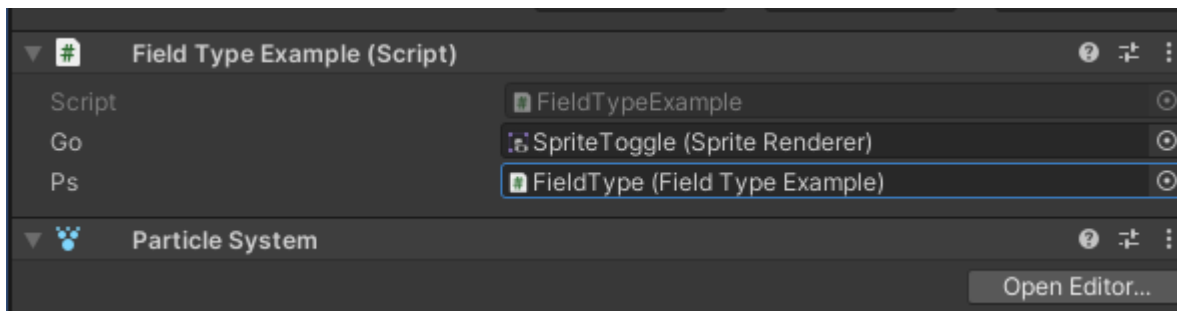 Field Type Example (Script)
Script FieldTypeExample
Go SpriteToggle (Sprite Renderer)
Ps FieldType (Field Type Example)
Particle System
Open Editor...